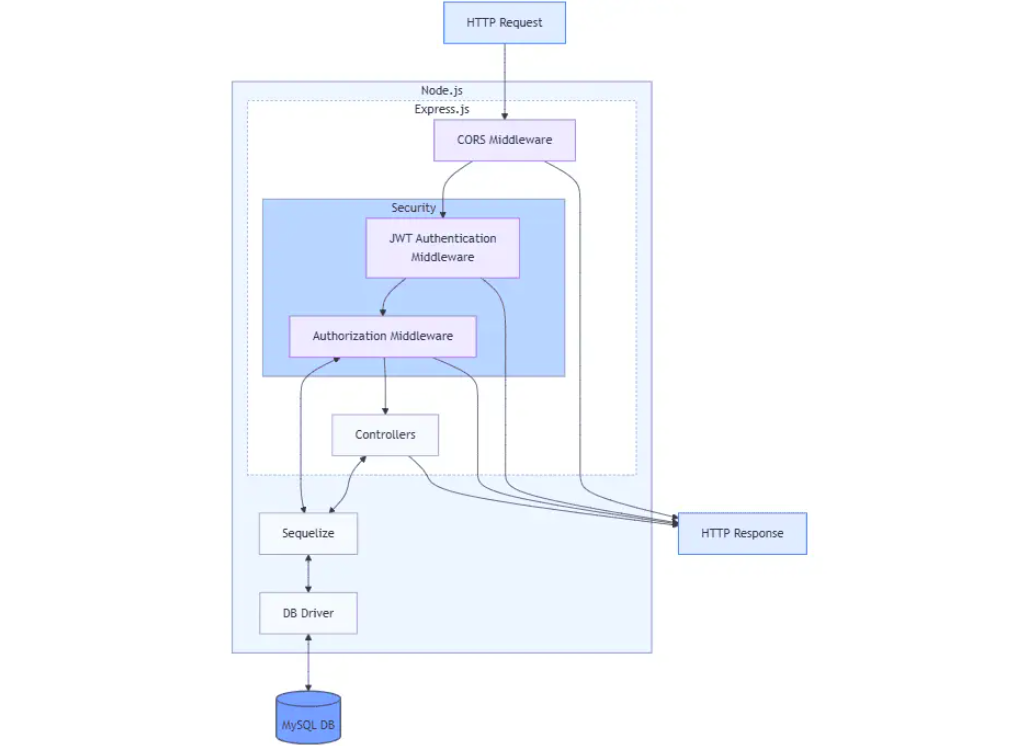 HTTP Request
Node.js
Express.js
CORS Middleware
Security
JWT Authentication
Middleware
Authorization Middleware
Controllers
Sequelize
HTTP Response
DB Driver
MySQL DB